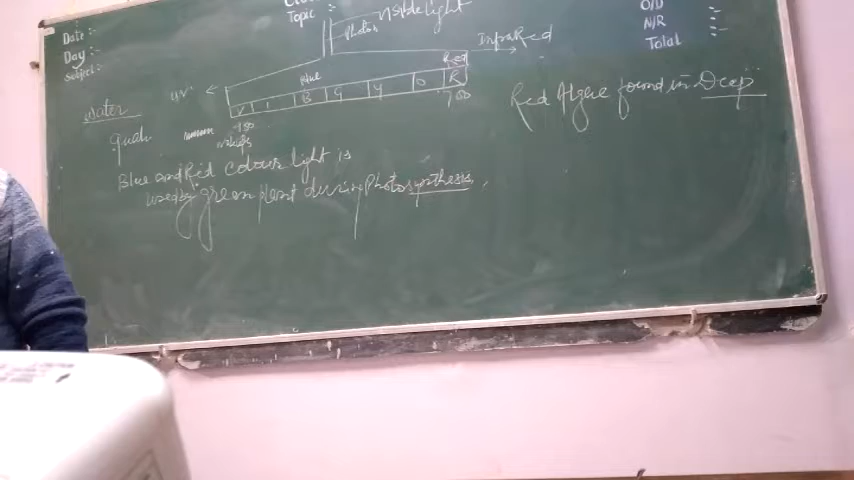 Date :-
Day :-
Subject :-
Topic :-
Visible light
Photon
O/D
N/R
Total
InfraRed
Red
Blue
UV
V I B G Y O R
700
Water
Red Algae found in Deep
Blue and Red colour light is
used by green plant during Photosynthesis